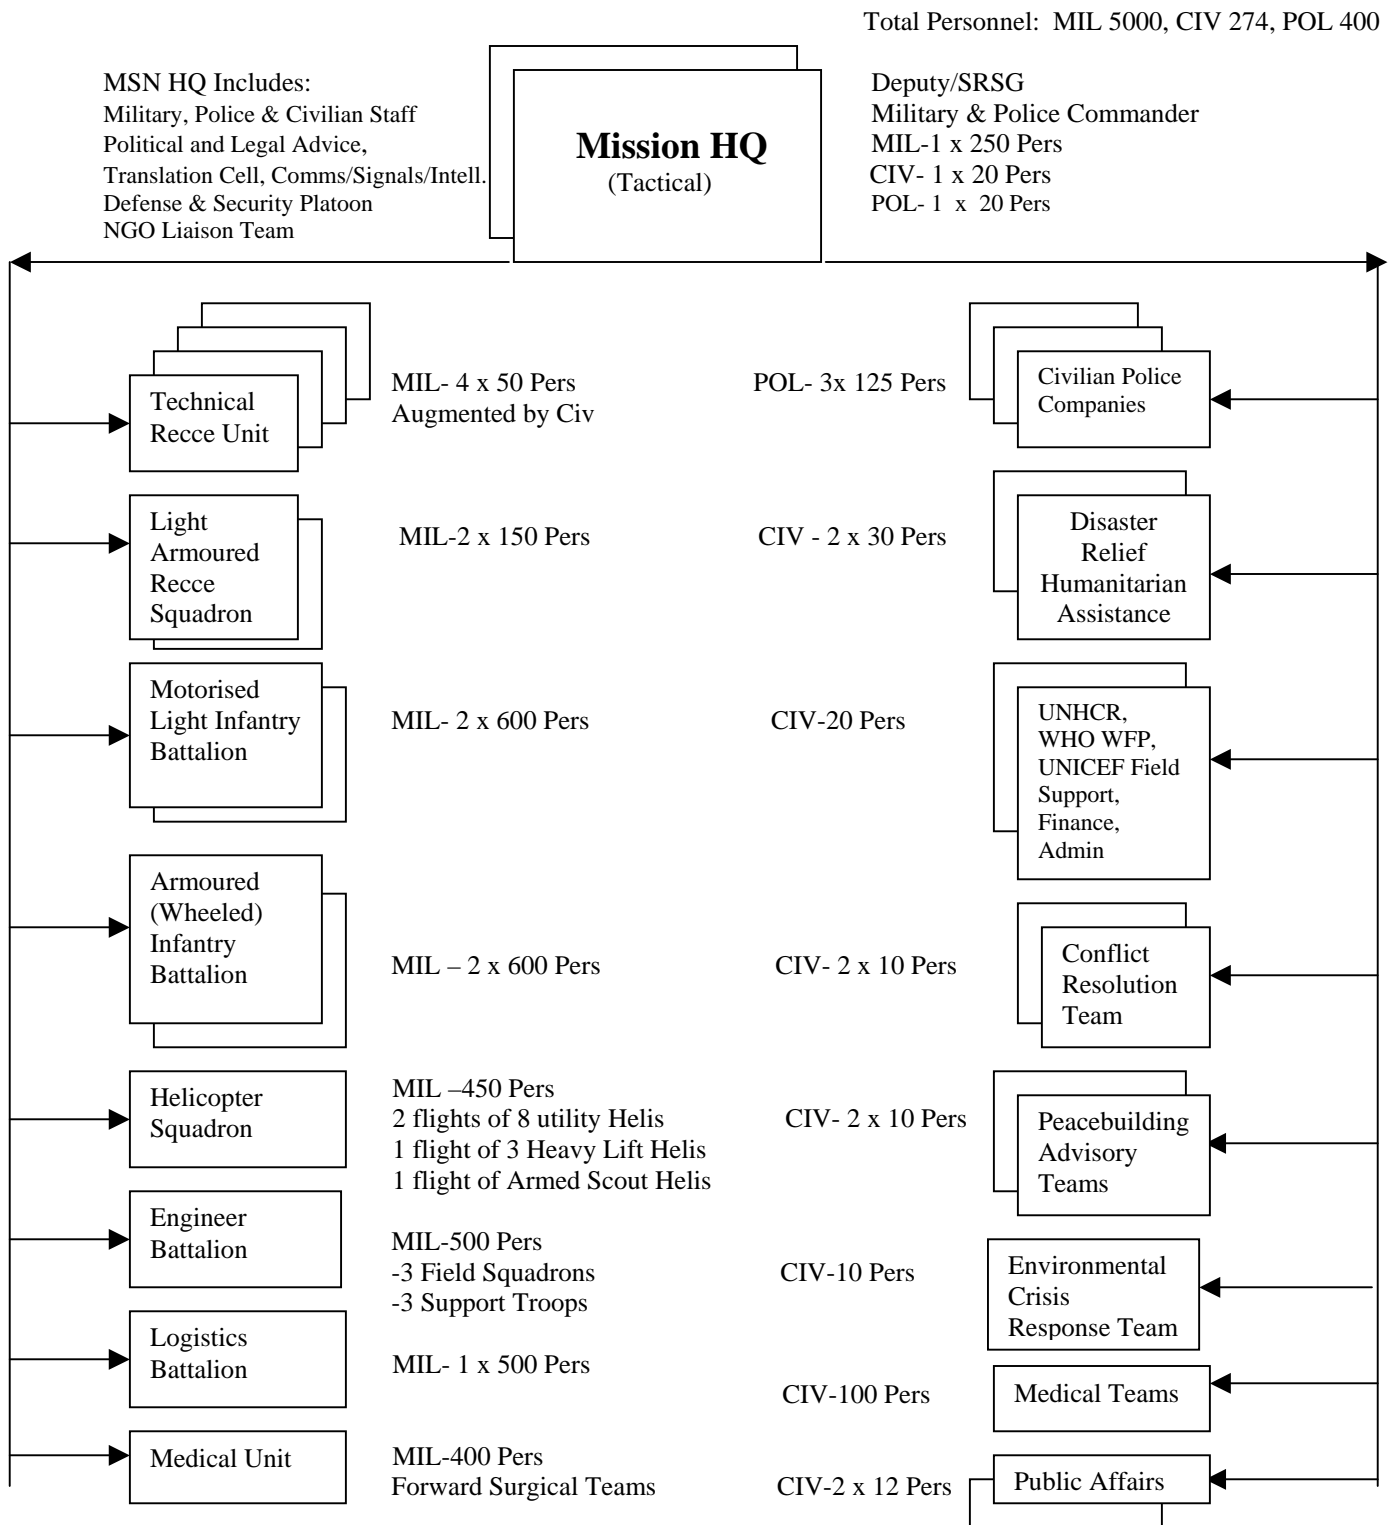 Total Personnel: MIL 5000, CIV 274, POL 400
MSN HQ Includes:
Military, Police & Civilian Staff
Political and Legal Advice,
Translation Cell, Comms/Signals/Intell.
Defense & Security Platoon
NGO Liaison Team
Mission HQ
(Tactical)
Deputy/SRSG
Military & Police Commander
MIL-1 x 250 Pers
CIV- 1 x 20 Pers
POL- 1 x 20 Pers
Technical
Recce Unit
MIL- 4 x 50 Pers
Augmented by Civ
POL- 3x 125 Pers
Civilian Police
Companies
Light
Armoured
Recce
Squadron
MIL-2 x 150 Pers
CIV - 2 x 30 Pers
Disaster
Relief
Humanitarian
Assistance
Motorised
Light Infantry
Battalion
MIL- 2 x 600 Pers
CIV-20 Pers
UNHCR,
WHO WFP,
UNICEF Field
Support,
Finance,
Admin
Armoured
(Wheeled)
Infantry
Battalion
MIL – 2 x 600 Pers
CIV- 2 x 10 Pers
Conflict
Resolution
Team
Helicopter
Squadron
MIL –450 Pers
2 flights of 8 utility Helis
1 flight of 3 Heavy Lift Helis
1 flight of Armed Scout Helis
CIV- 2 x 10 Pers
Peacebuilding
Advisory
Teams
Engineer
Battalion
MIL-500 Pers
-3 Field Squadrons
-3 Support Troops
CIV-10 Pers
Environmental
Crisis
Response Team
Logistics
Battalion
MIL- 1 x 500 Pers
CIV-100 Pers
Medical Teams
Medical Unit
MIL-400 Pers
Forward Surgical Teams
CIV-2 x 12 Pers
Public Affairs